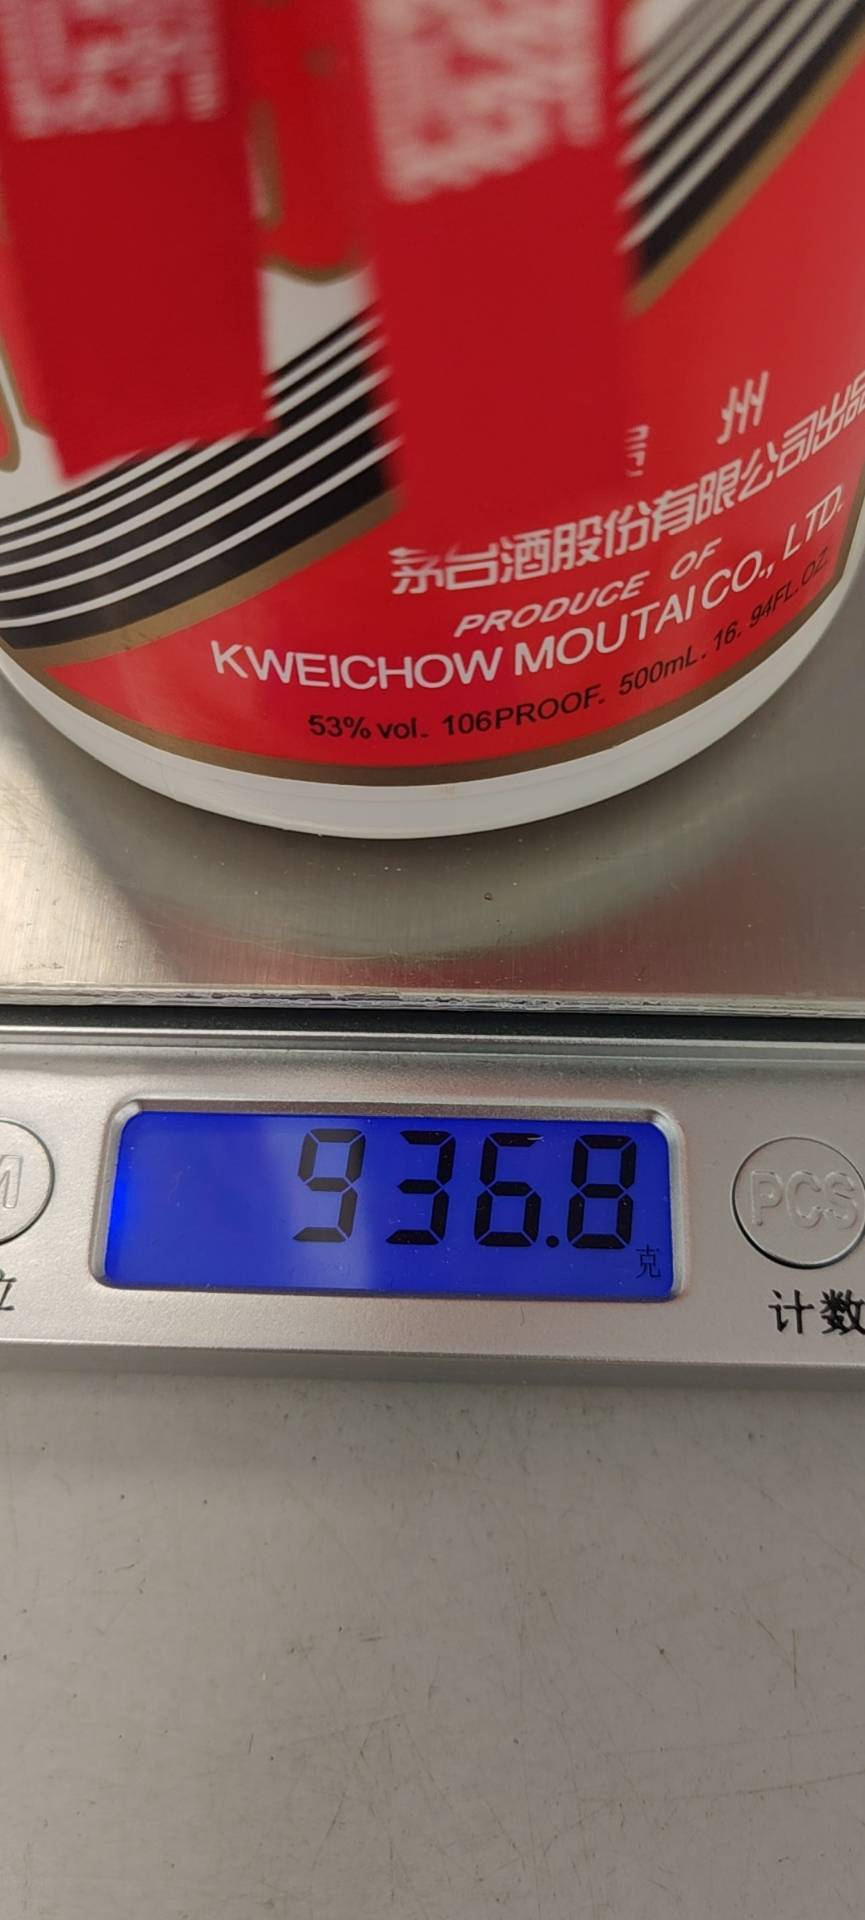 州
茅台酒股份有限公司出品
PRODUCE OF
KWEICHOW MOUTAI CO., LTD.
53% vol. 106PROOF. 500mL. 16. 94FL.OZ.
936.8
克
PCS
计数